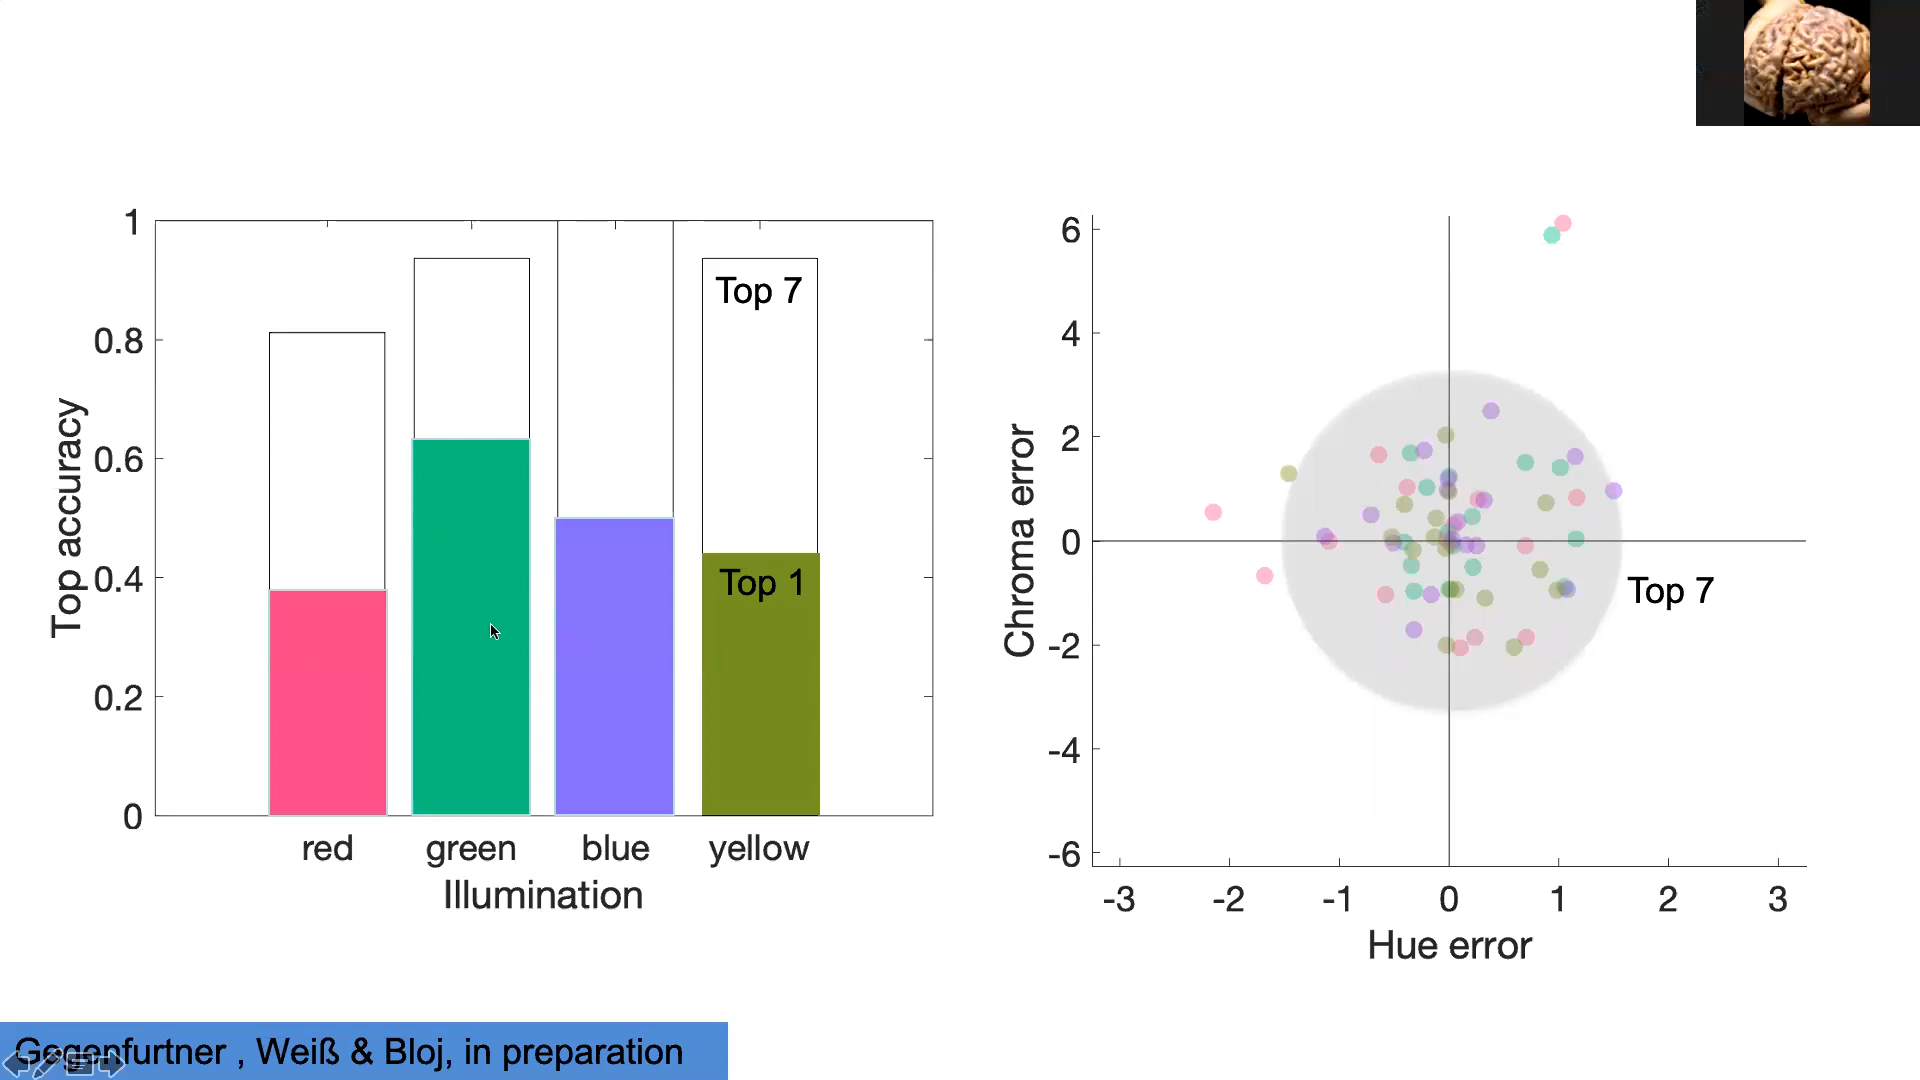 1
0.8
0.6
0.4
0.2
0
Top accuracy
Top 7
Top 1
red green blue yellow
Illumination
6
4
2
0
-2
-4
-6
Chroma error
Top 7
-3 -2 -1 0 1 2 3
Hue error
Gegenfurtner , Weiß & Bloj, in preparation